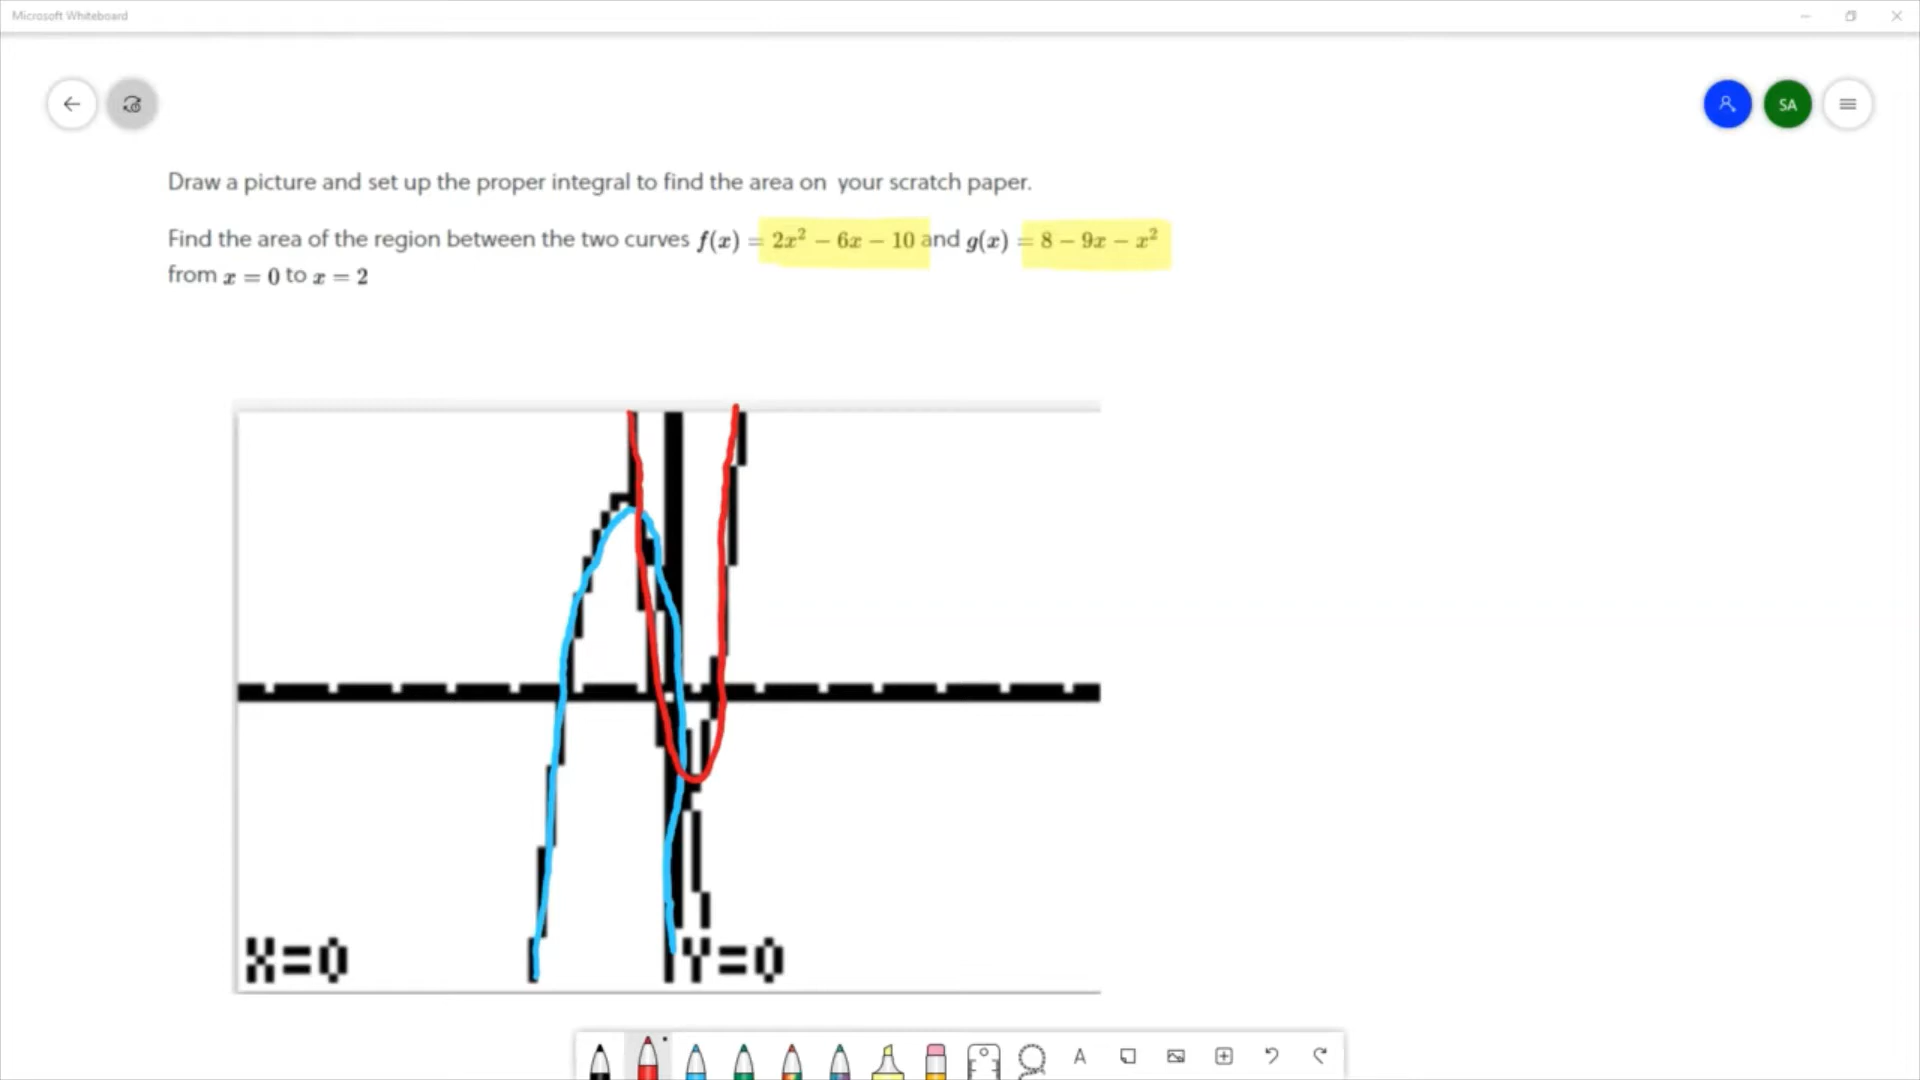 Microsoft Whiteboard
SA
Draw a picture and set up the proper integral to find the area on your scratch paper.
Find the area of the region between the two curves f(x) = 2x² − 6x − 10 and g(x) = 8 − 9x − x²
from x = 0 to x = 2
X=0 Y=0
A